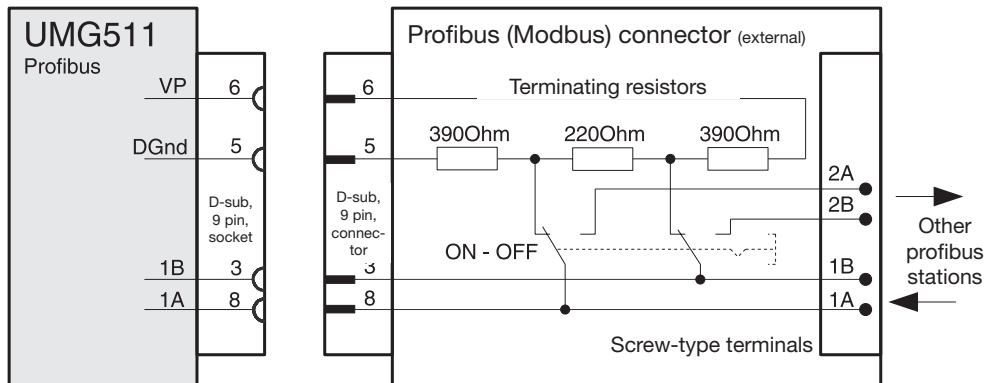 UMG511
Profibus
VP
6
DGnd
5
D-sub,
9 pin,
socket
1B
3
1A
8
Profibus (Modbus) connector (external)
6
Terminating resistors
5
390Ohm
220Ohm
390Ohm
D-sub,
9 pin,
connec-
tor
3
8
ON - OFF
2A
2B
1B
1A
Other
profibus
stations
Screw-type terminals